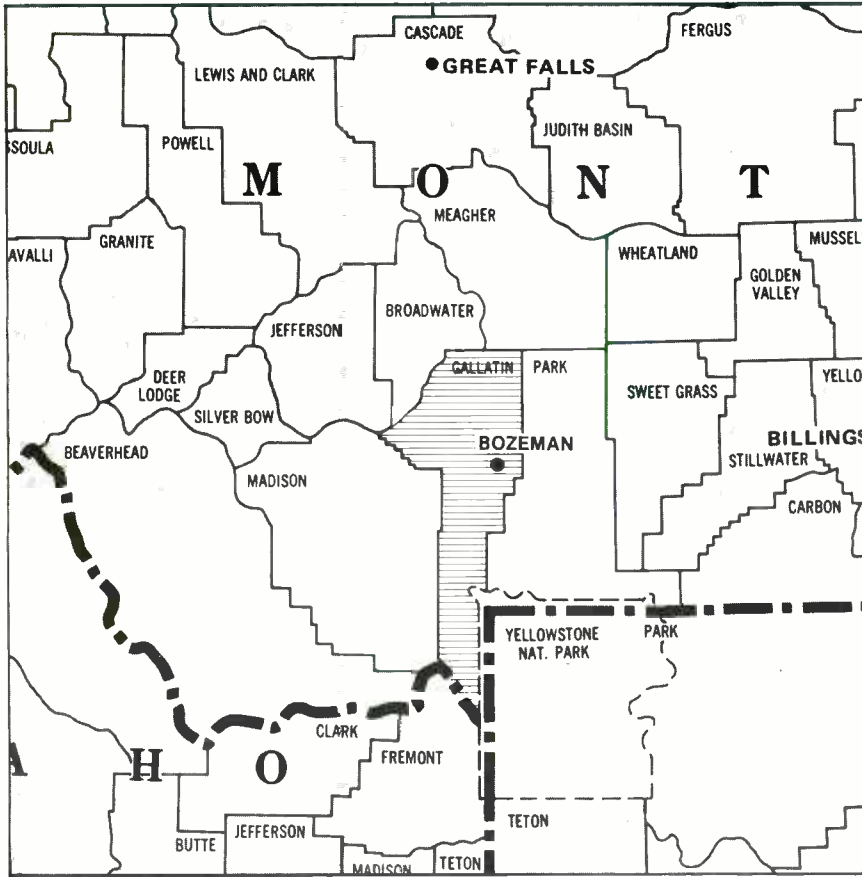 CASCADE
FERGUS
GREAT FALLS
LEWIS AND CLARK
JUDITH BASIN
SSOULA
POWELL
M O N T
MEAGHER
AVALLI
GRANITE
WHEATLAND
MUSSEL
GOLDEN
VALLEY
BROADWATER
JEFFERSON
GALLATIN
PARK
DEER
LODGE
SWEET GRASS
YELLO
SILVER BOW
BOZEMAN
BILLINGS
BEAVERHEAD
STILLWATER
MADISON
CARBON
YELLOWSTONE
NAT. PARK
PARK
CLARK
FREMONT
A H O
TETON
BUTTE
JEFFERSON
MADISON
TETON